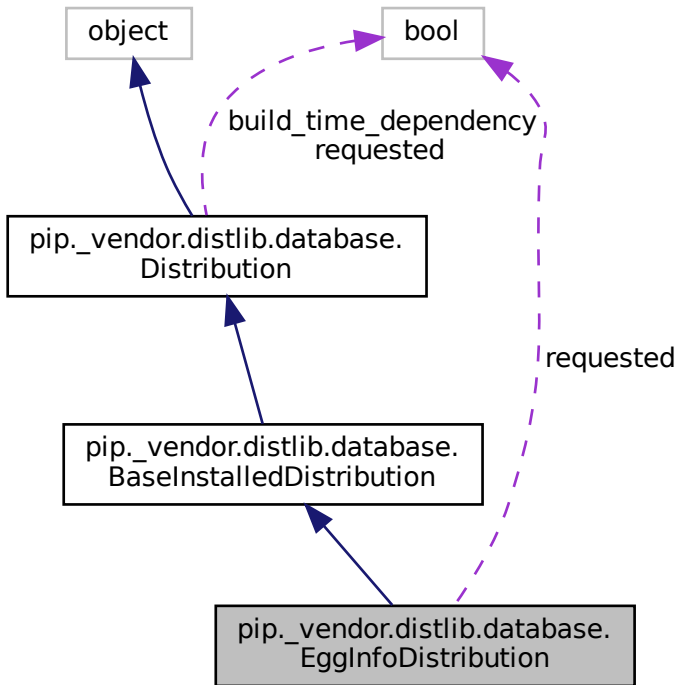 object
bool
build_time_dependency
requested
pip._vendor.distlib.database.
Distribution
requested
pip._vendor.distlib.database.
BaseInstalledDistribution
pip._vendor.distlib.database.
EggInfoDistribution